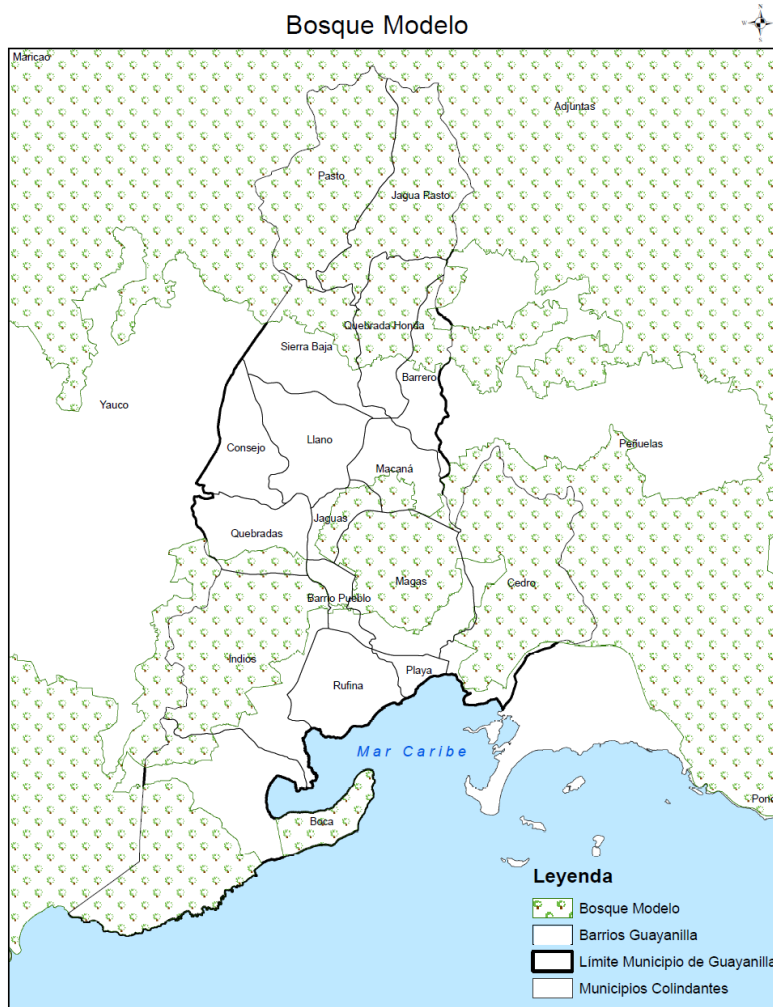 Bosque Modelo
N
W
E
S
Maricao
Adjuntas
Pasto
Jagua Pasto
Quebrada Honda
Sierra Baja
Barrero
Yauco
Llano
Consejo
Peñuelas
Macaná
Jaguas
Quebradas
Magas
Cedro
Barrio Pueblo
Indios
Playa
Rufina
Mar Caribe
Ponc
Boca
Leyenda
Bosque Modelo
Barrios Guayanilla
Límite Municipio de Guayanilla
Municipios Colindantes